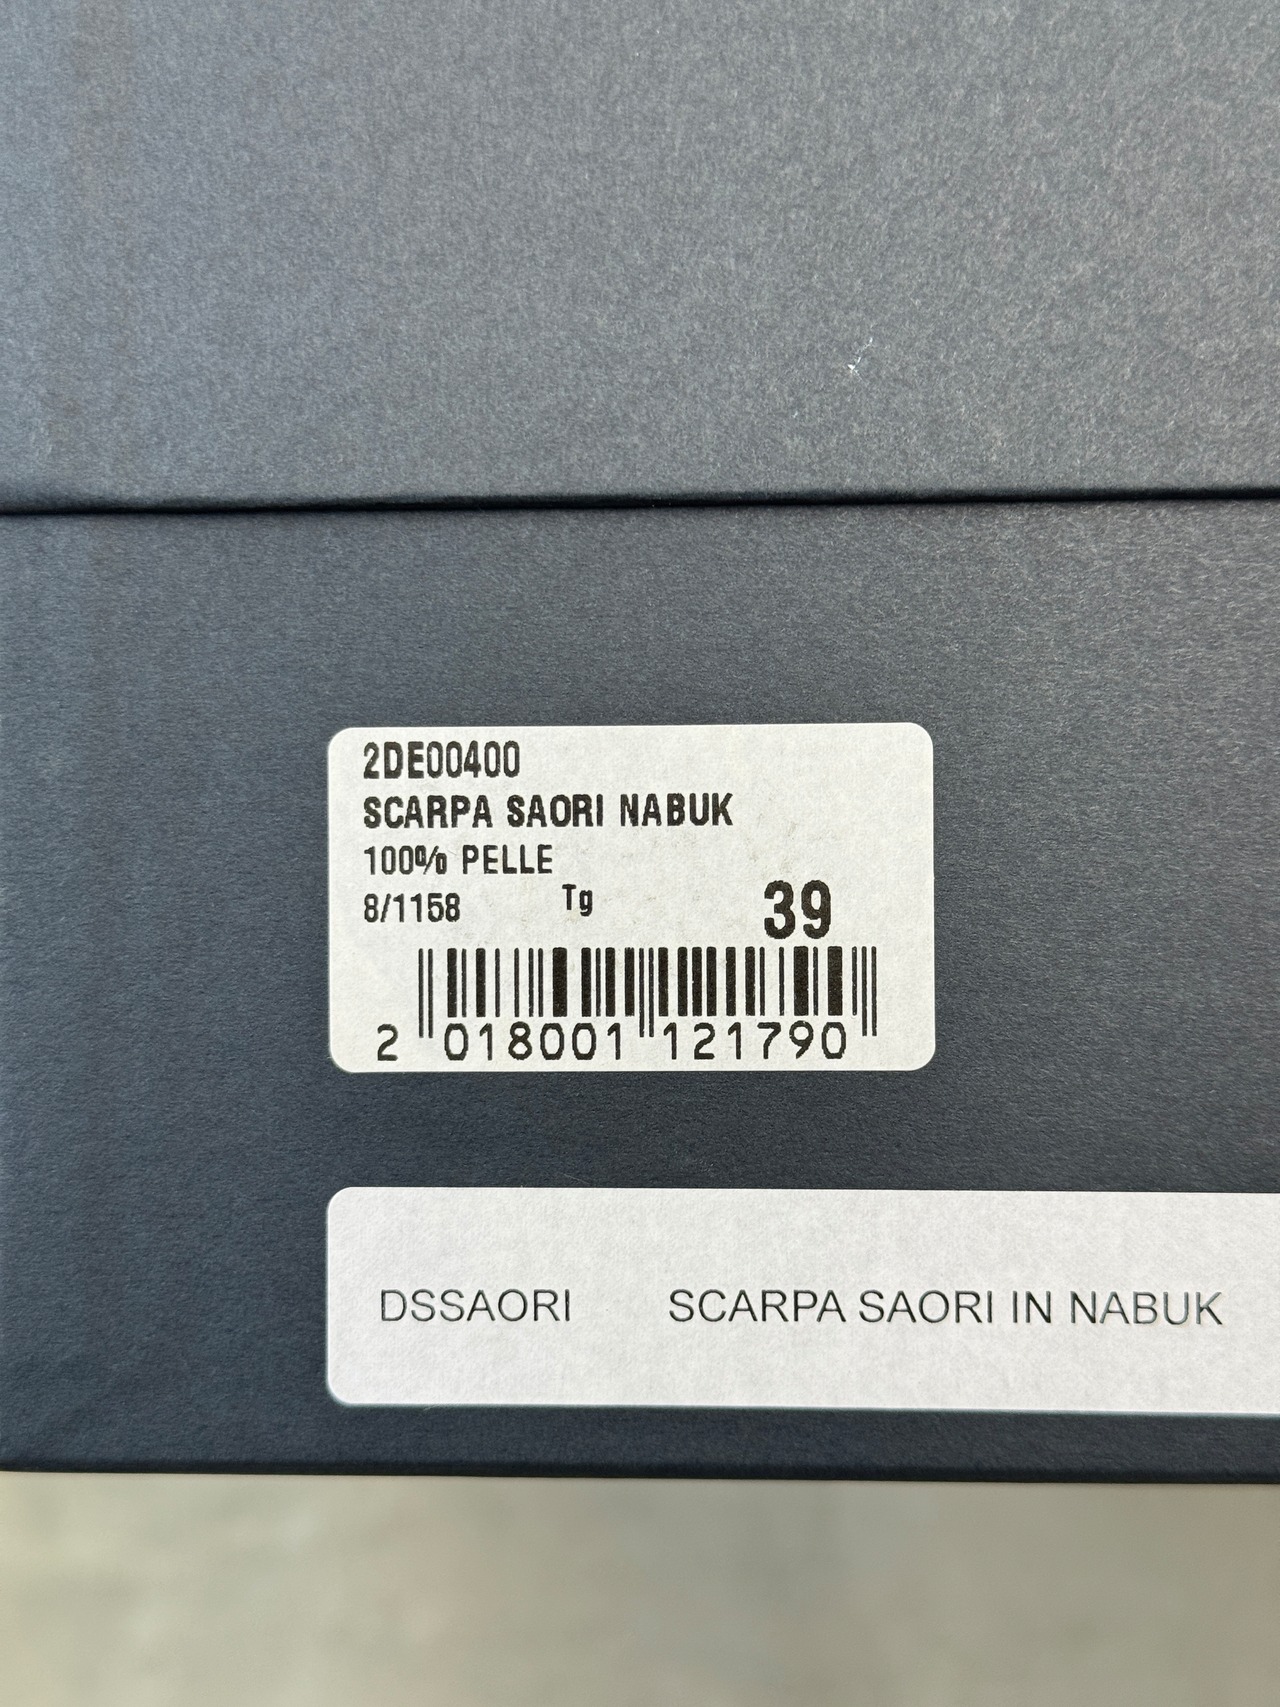 2DE00400
SCARPA SAORI NABUK
100% PELLE
8/1158 Tg 39
2 018001 121790
DSSAORI SCARPA SAORI IN NABUK